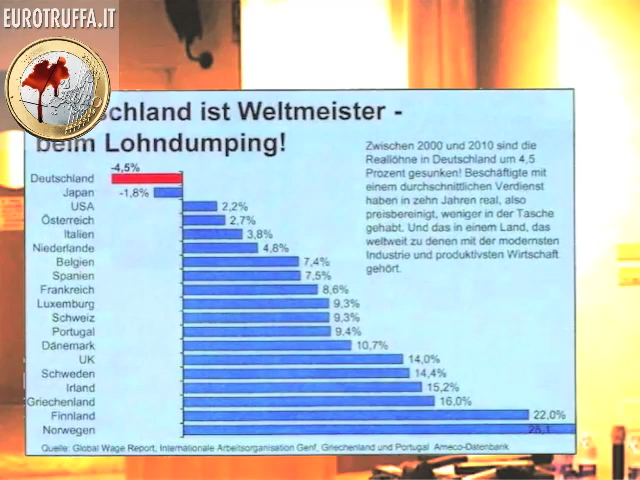 EUROTRUFFA.IT
schland ist Weltmeister -
beim Lohndumping!
Zwischen 2000 und 2010 sind die
Reallöhne in Deutschland um 4,5
Prozent gesunken! Beschäftigte mit
einem durchschnittlichen Verdienst
haben in zehn Jahren real, also
preisbereinigt, weniger in der Tasche
gehabt. Und das in einem Land, das
weltweit zu denen mit der modernsten
Industrie und produktivsten Wirtschaft
gehört.
Deutschland -4,5%
Japan -1,8%
USA 2,2%
Österreich 2,7%
Italien 3,8%
Niederlande 4,8%
Belgien 7,4%
Spanien 7,5%
Frankreich 8,6%
Luxemburg 9,3%
Schweiz 9,3%
Portugal 9,4%
Dänemark 10,7%
UK 14,0%
Schweden 14,4%
Irland 15,2%
Griechenland 16,0%
Finnland 22,0%
Norwegen 25,1
Quelle: Global Wage Report, Internationale Arbeitsorganisation Genf, Griechenland und Portugal Ameco-Datenbank